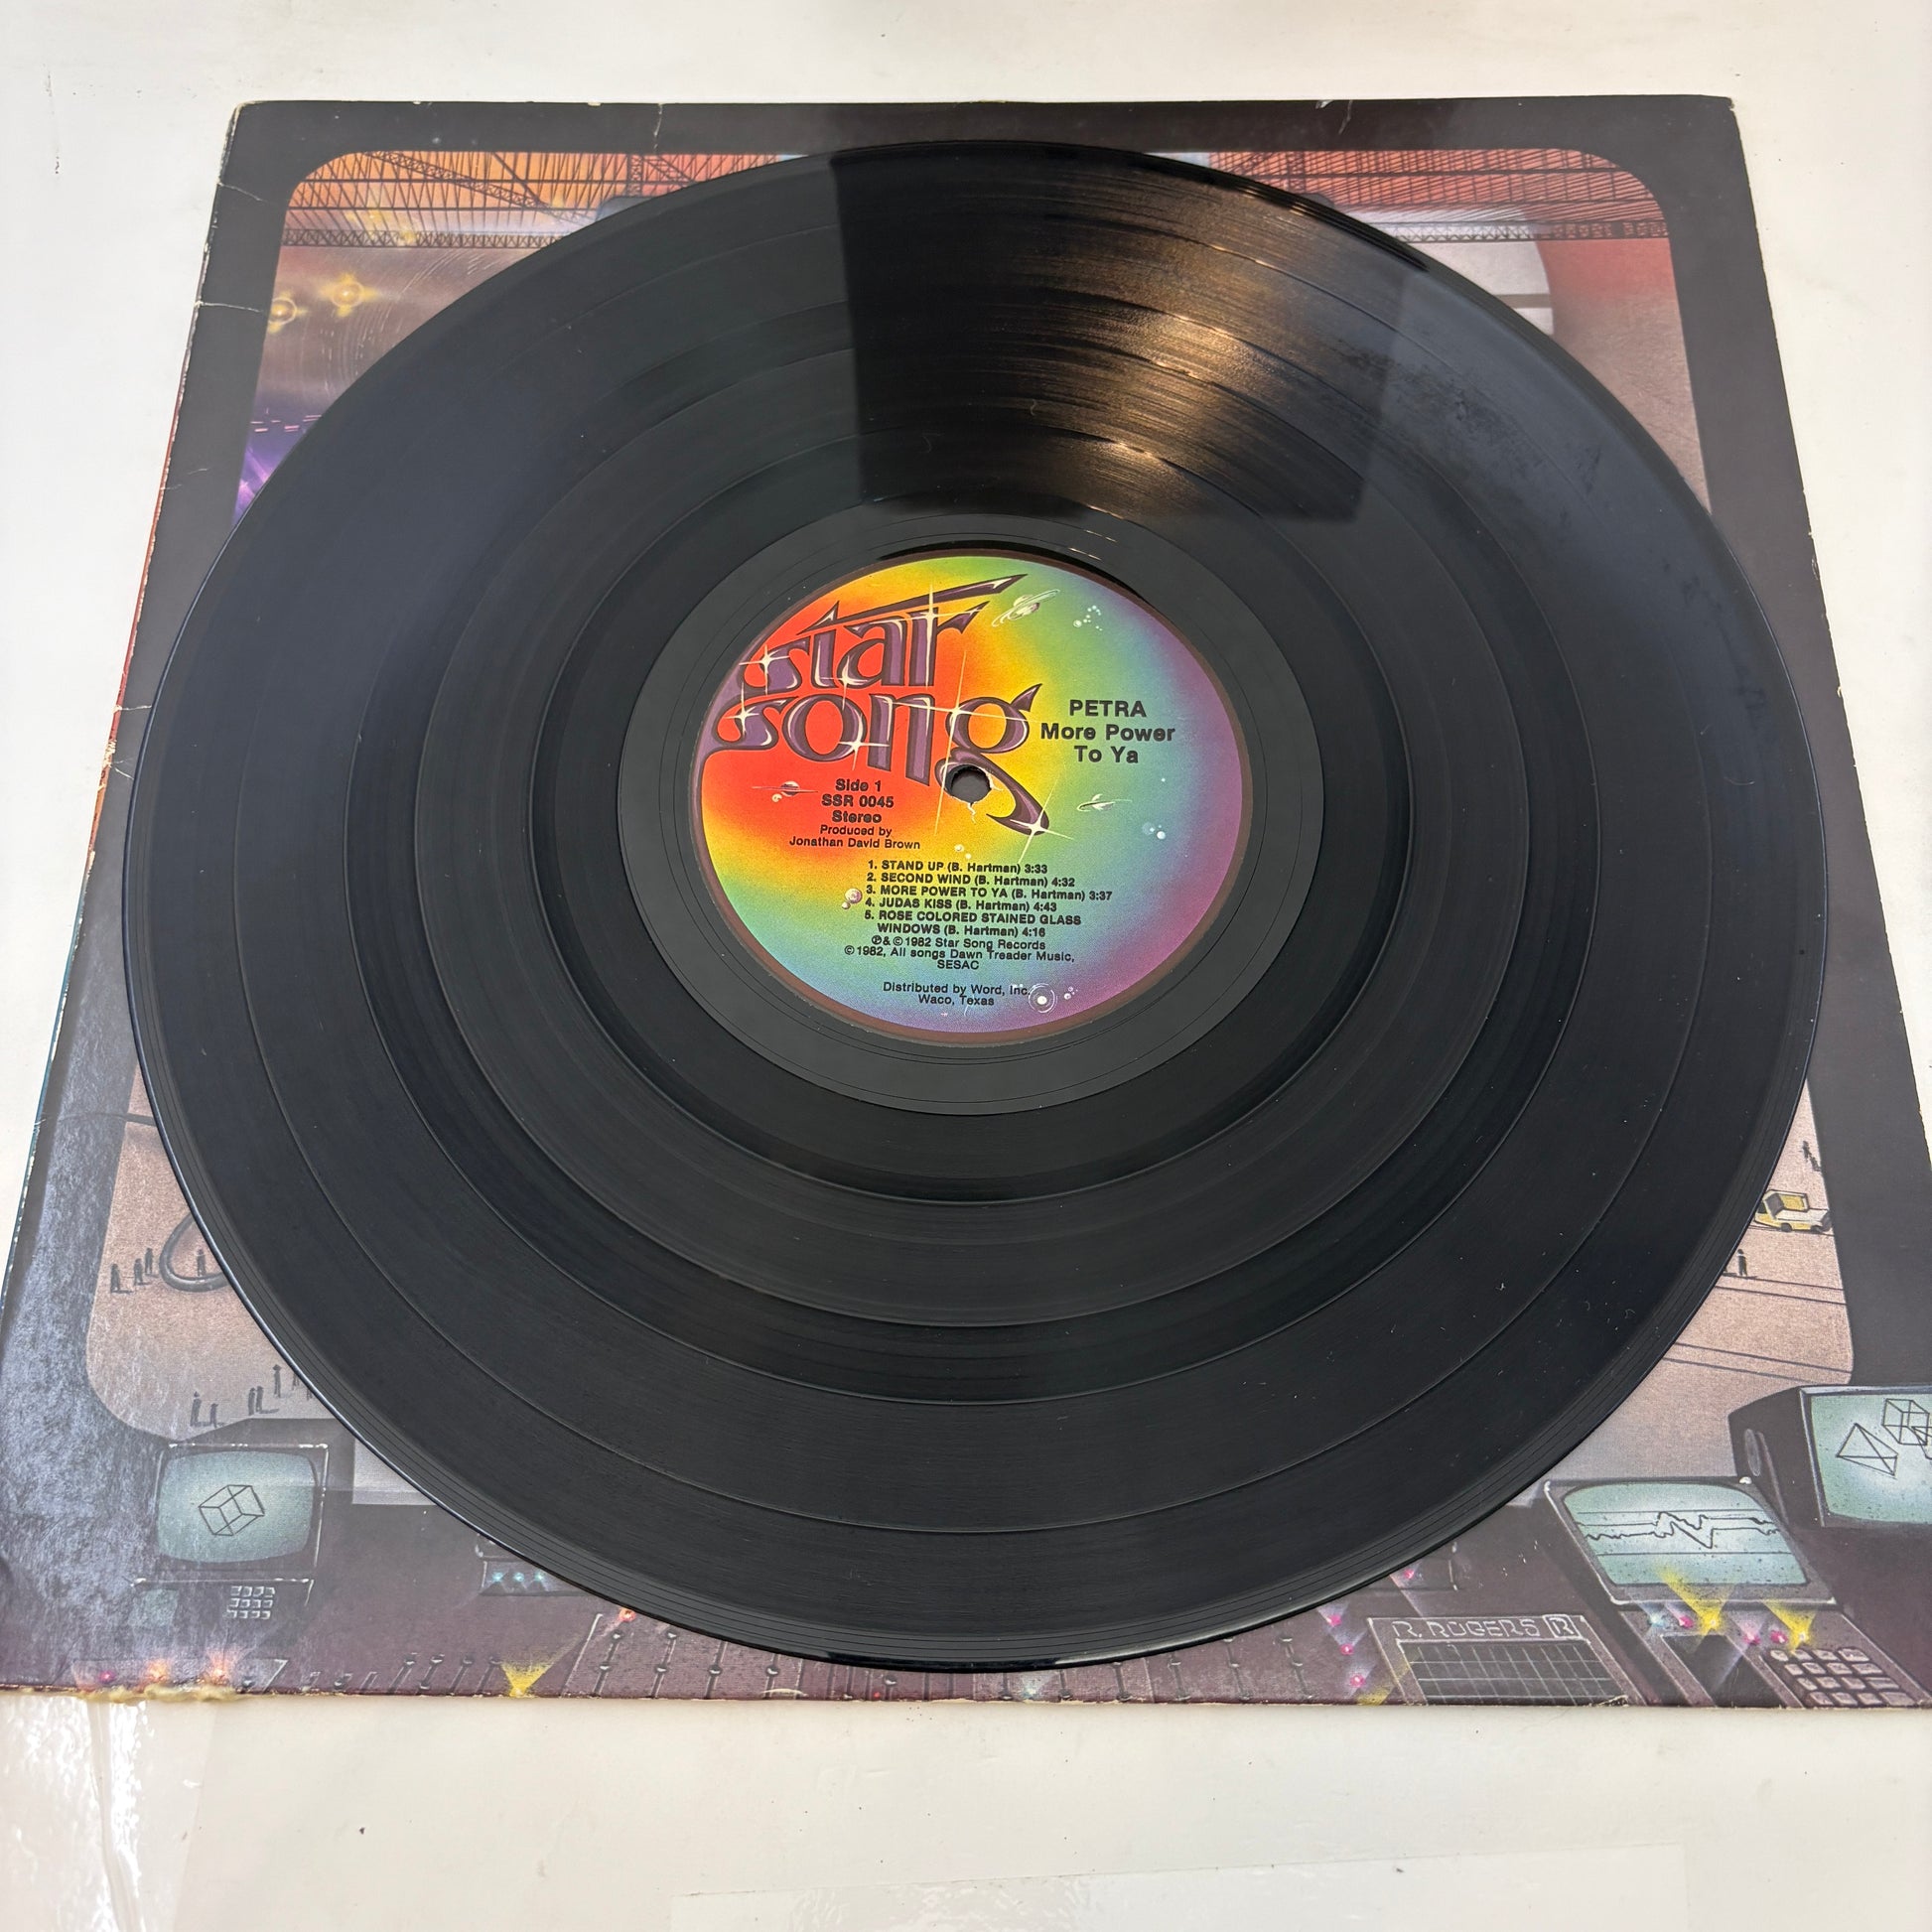 star
song
PETRA
More Power
To Ya
Side 1
SSR 0045
Stereo
Produced by
Jonathan David Brown
1. STAND UP (B. Hartman) 3:33
2. SECOND WIND (B. Hartman) 4:32
3. MORE POWER TO YA (B. Hartman) 3:37
4. JUDAS KISS (B. Hartman) 4:43
5. ROSE COLORED STAINED GLASS
WINDOWS (B. Hartman) 4:16
℗ & © 1982 Star Song Records
© 1982, All songs Dawn Treader Music,
SESAC
Distributed by Word, Inc.
Waco, Texas
R. ROGERS R